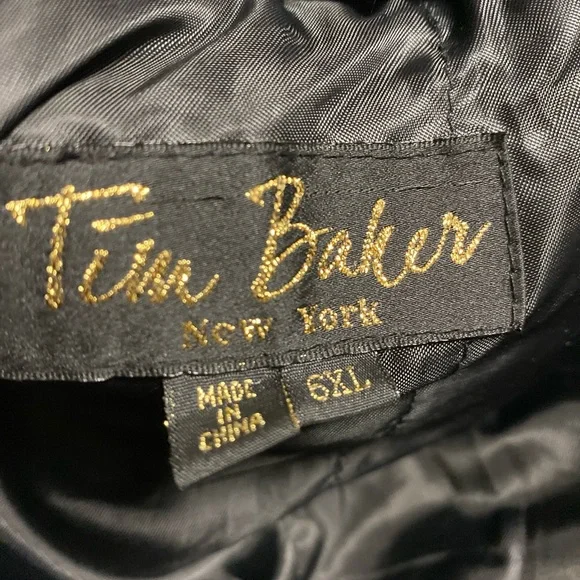 Tim Baker
New York
MADE
IN
CHINA
6XL